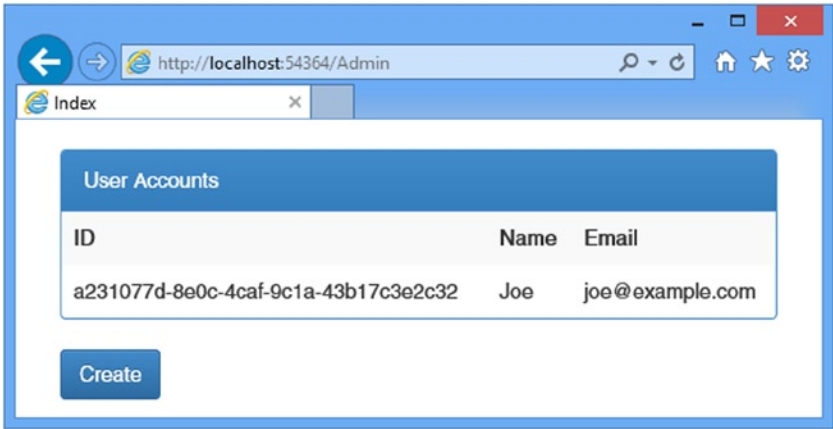 http://localhost:54364/Admin
Index
User Accounts
ID Name Email
a231077d-8e0c-4caf-9c1a-43b17c3e2c32 Joe joe@example.com
Create